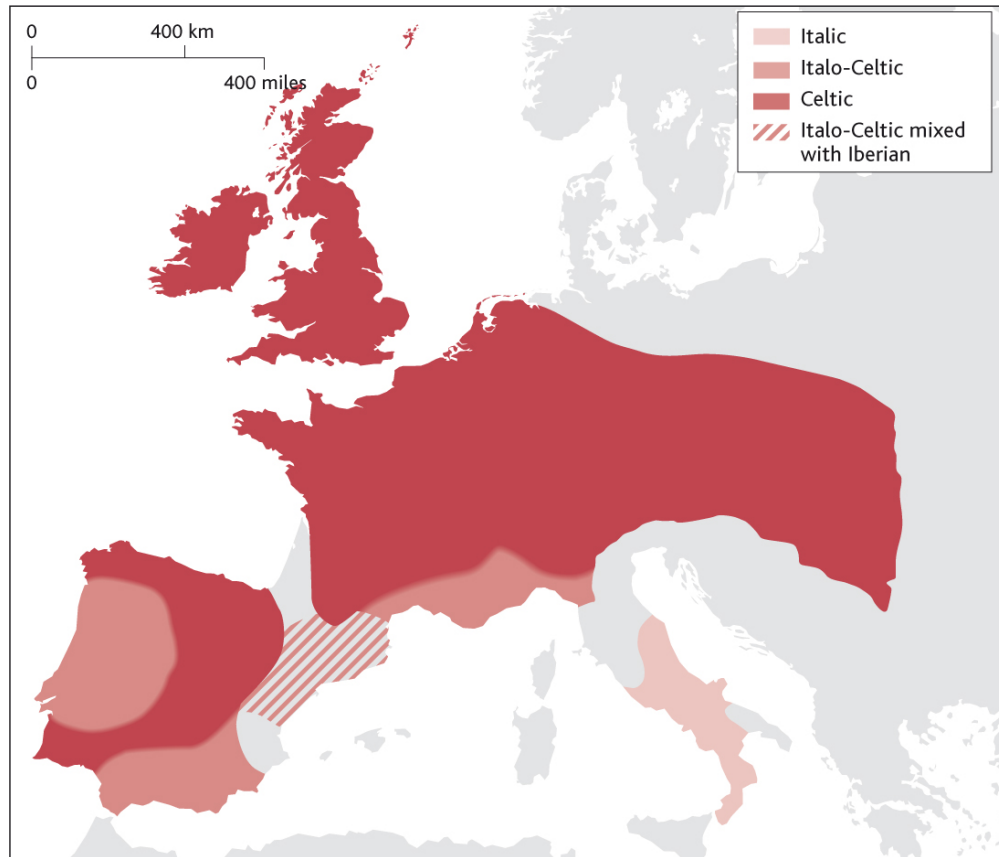 0 400 km
0 400 miles
Italic
Italo-Celtic
Celtic
Italo-Celtic mixed
with Iberian